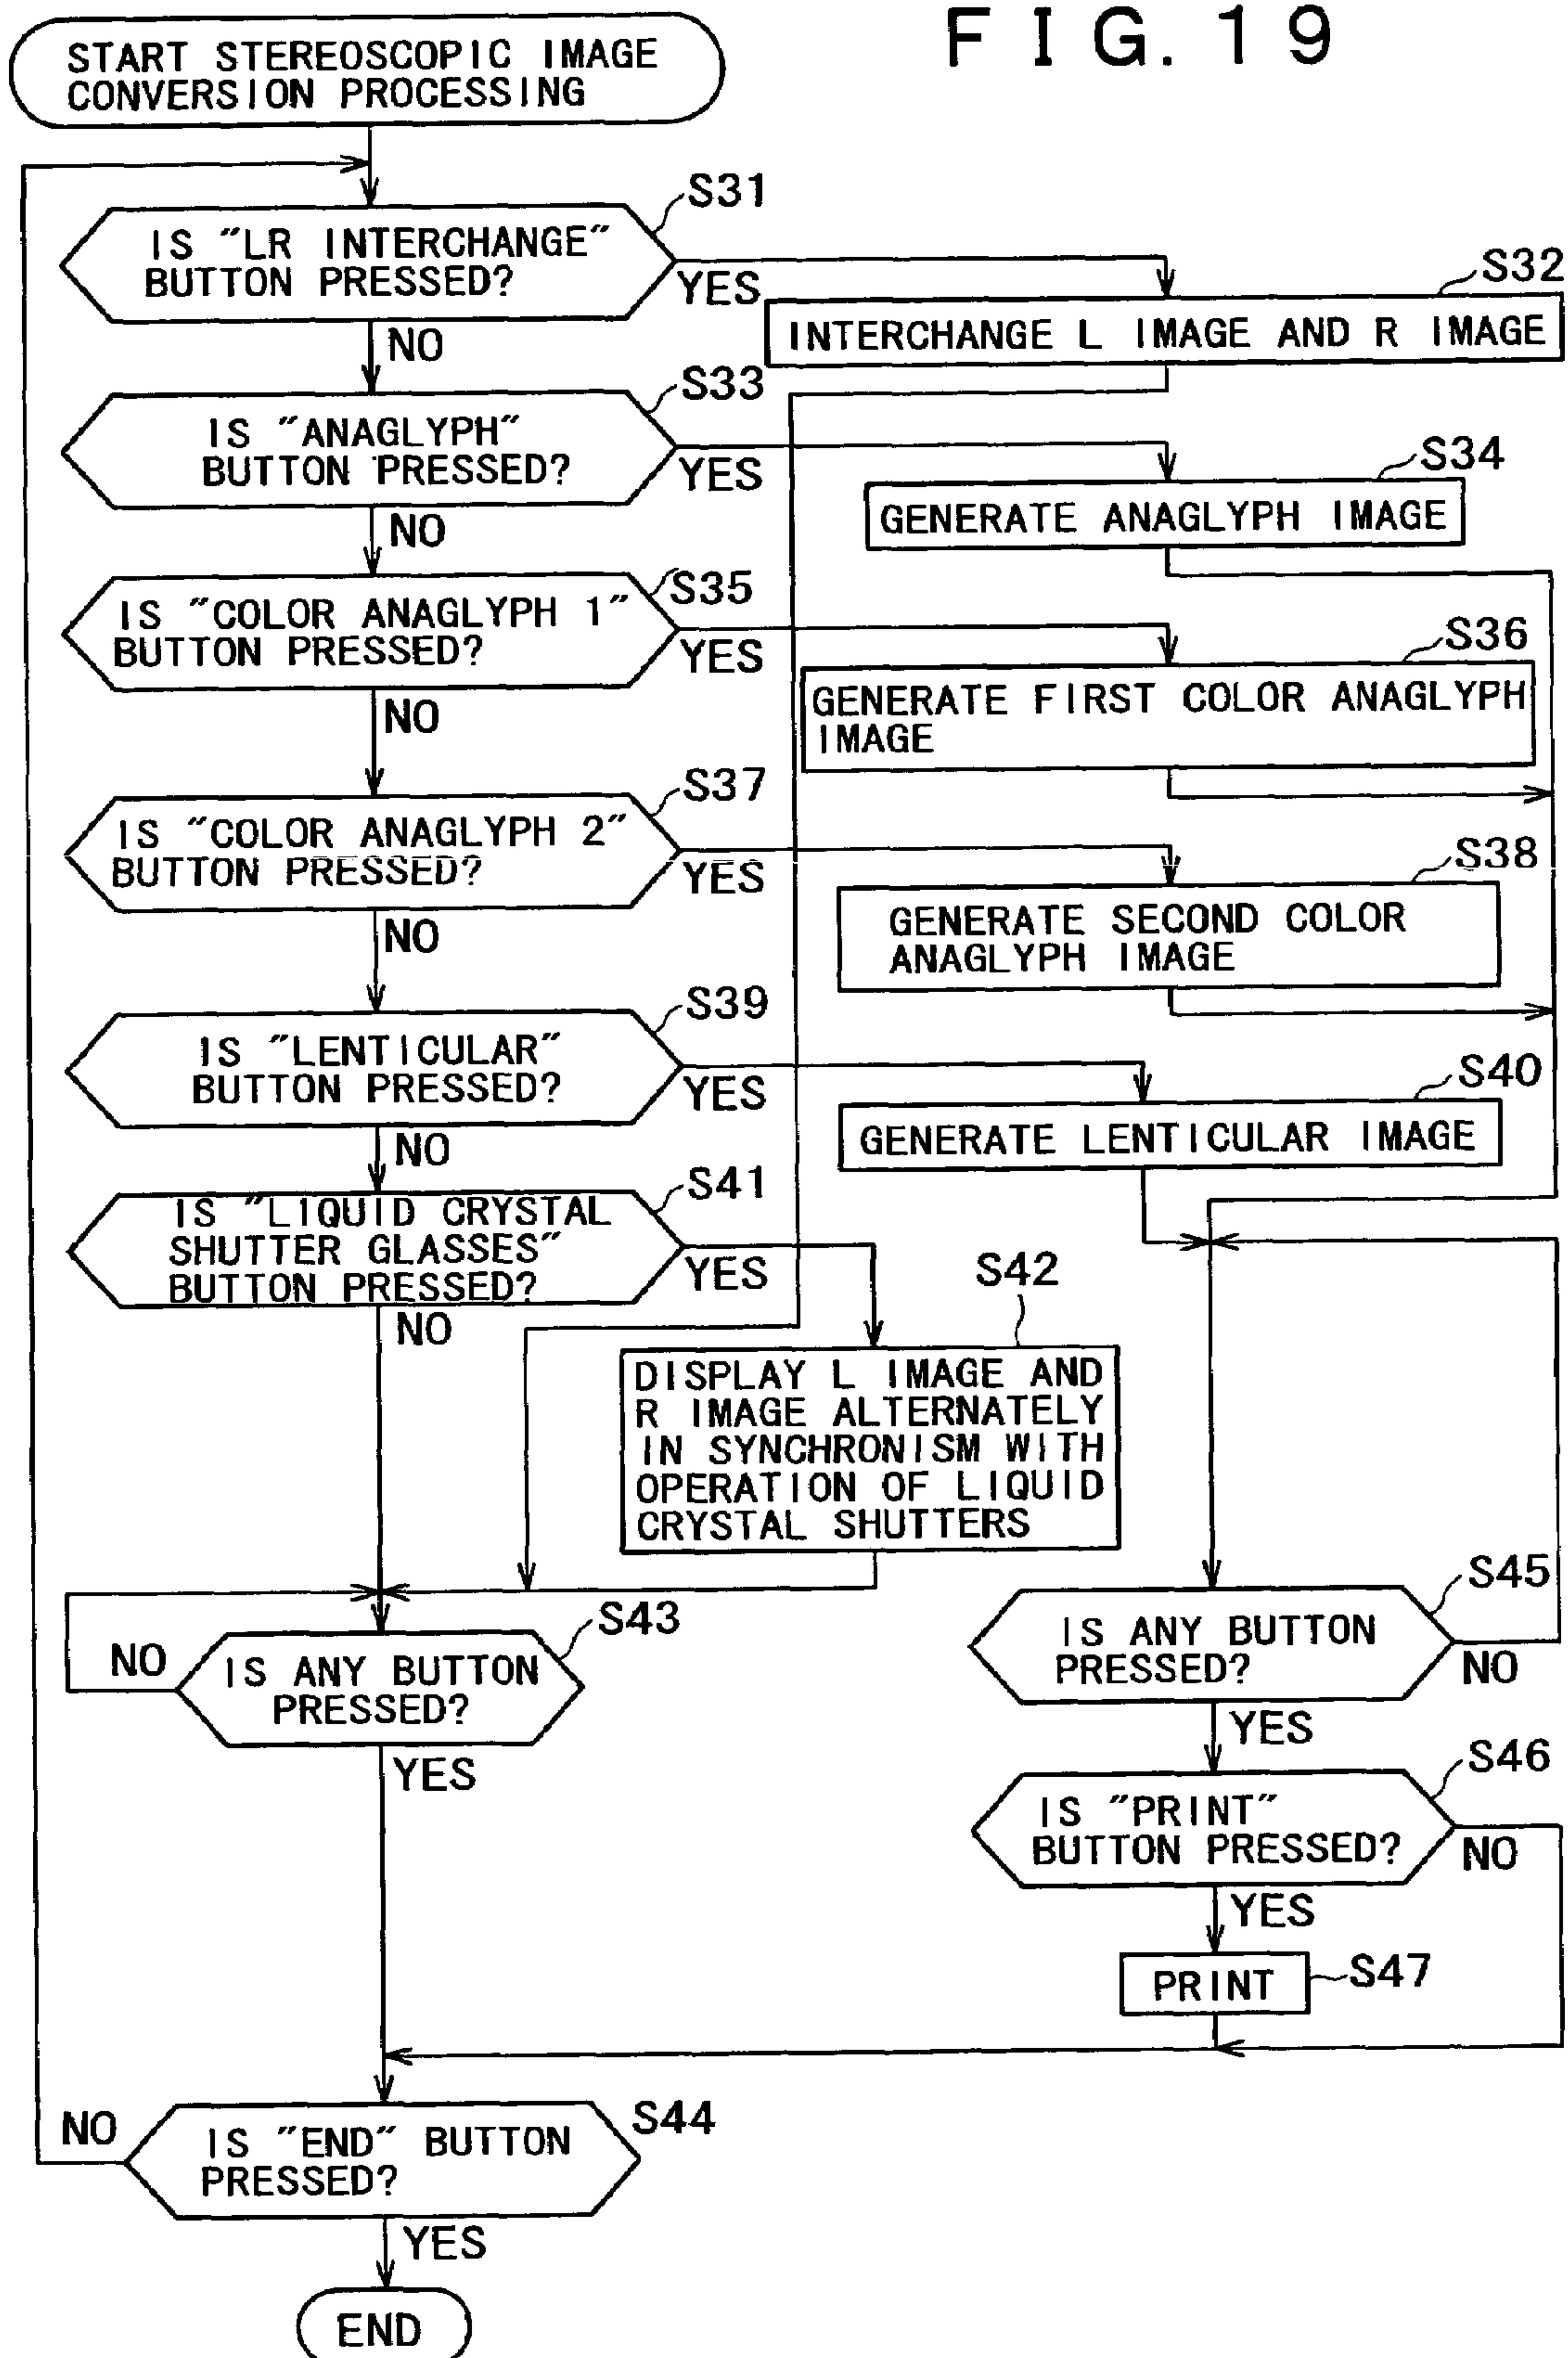 FIG. 19
START STEREOSCOPIC IMAGE
CONVERSION PROCESSING
S31
IS "LR INTERCHANGE"
BUTTON PRESSED?
YES
NO
S32
INTERCHANGE L IMAGE AND R IMAGE
S33
IS "ANAGLYPH"
BUTTON PRESSED?
YES
NO
S34
GENERATE ANAGLYPH IMAGE
S35
IS "COLOR ANAGLYPH 1"
BUTTON PRESSED?
YES
NO
S36
GENERATE FIRST COLOR ANAGLYPH
IMAGE
S37
IS "COLOR ANAGLYPH 2"
BUTTON PRESSED?
YES
NO
S38
GENERATE SECOND COLOR
ANAGLYPH IMAGE
S39
IS "LENTICULAR"
BUTTON PRESSED?
YES
NO
S40
GENERATE LENTICULAR IMAGE
S41
IS "LIQUID CRYSTAL
SHUTTER GLASSES"
BUTTON PRESSED?
YES
NO
S42
DISPLAY L IMAGE AND
R IMAGE ALTERNATELY
IN SYNCHRONISM WITH
OPERATION OF LIQUID
CRYSTAL SHUTTERS
S43
NO
IS ANY BUTTON
PRESSED?
YES
S45
IS ANY BUTTON
PRESSED?
NO
YES
S46
IS "PRINT"
BUTTON PRESSED?
NO
YES
PRINT
S47
NO
S44
IS "END" BUTTON
PRESSED?
YES
END